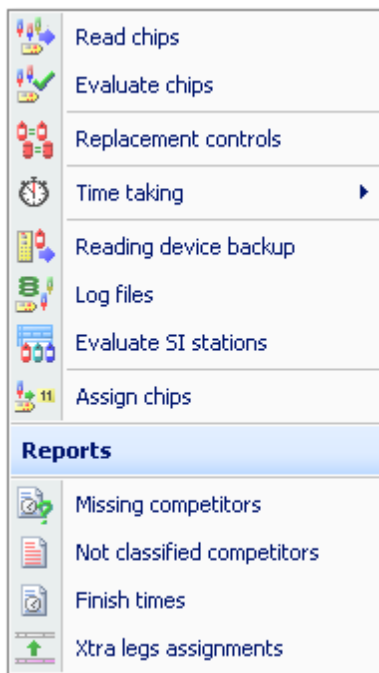 Read chips
Evaluate chips
Replacement controls
Time taking
Reading device backup
Log files
Evaluate SI stations
11 Assign chips
Reports
Missing competitors
Not classified competitors
Finish times
Xtra legs assignments